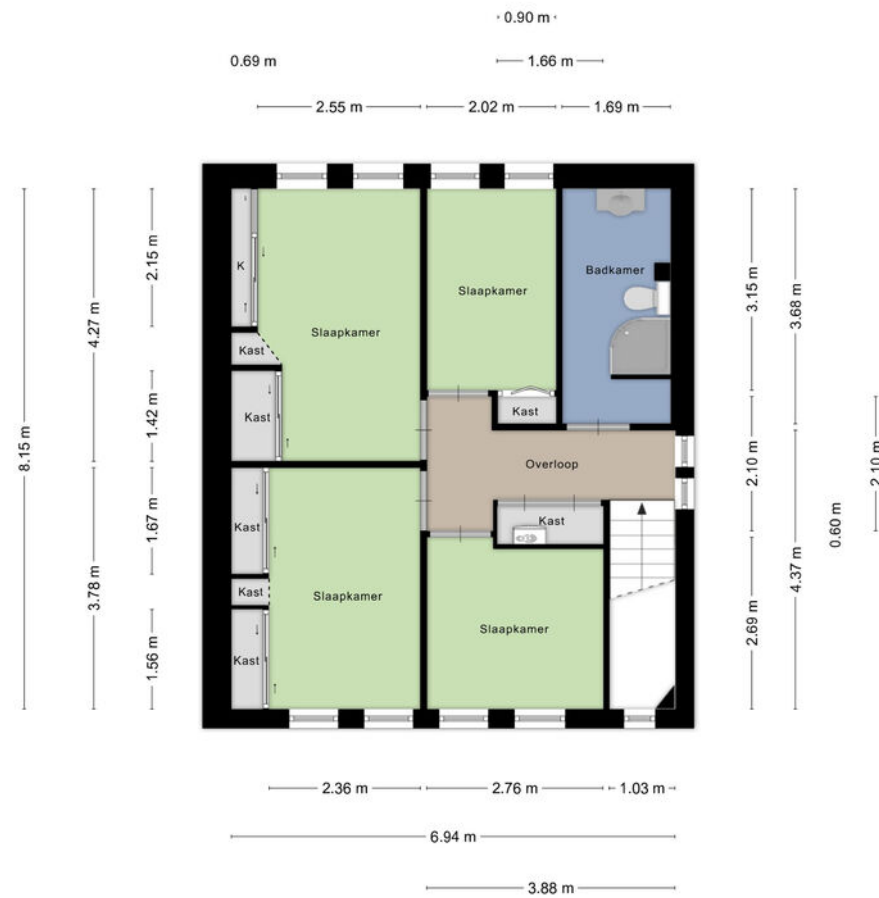 0.90 m
0.69 m
1.66 m
2.55 m
2.02 m
1.69 m
8.15 m
4.27 m
3.78 m
2.15 m
1.42 m
1.67 m
1.56 m
K
Kast
Kast
Slaapkamer
Slaapkamer
Badkamer
Kast
Overloop
Kast
Kast
Kast
Kast
Slaapkamer
Slaapkamer
3.15 m
2.10 m
2.69 m
3.68 m
4.37 m
0.60 m
2.10 m
2.36 m
2.76 m
1.03 m
6.94 m
3.88 m